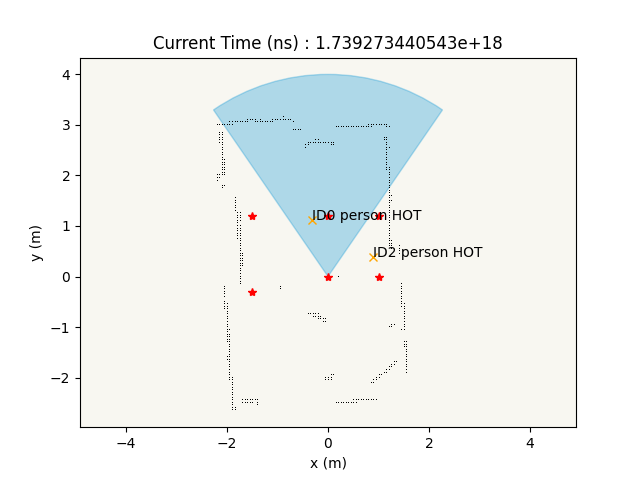 Current Time (ns) : 1.739273440543e+18
4
3
2
1
0
−1
−2
y (m)
ID0 person HOT
ID2 person HOT
−4
−2
0
2
4
x (m)